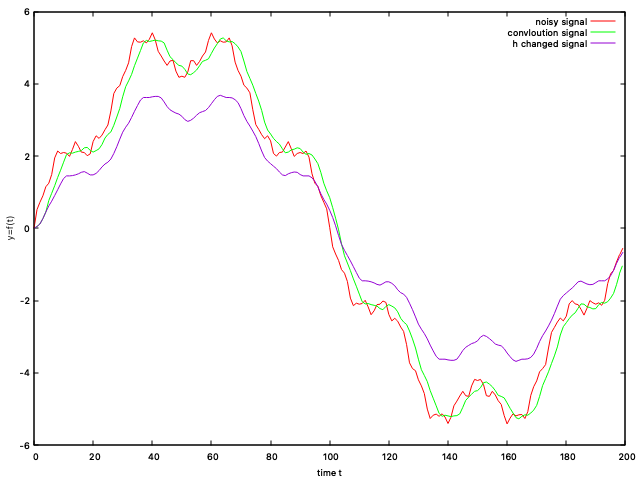 noisy signal
convloution signal
h changed signal
6
4
2
0
-2
-4
-6
y=f(t)
0 20 40 60 80 100 120 140 160 180 200
time t